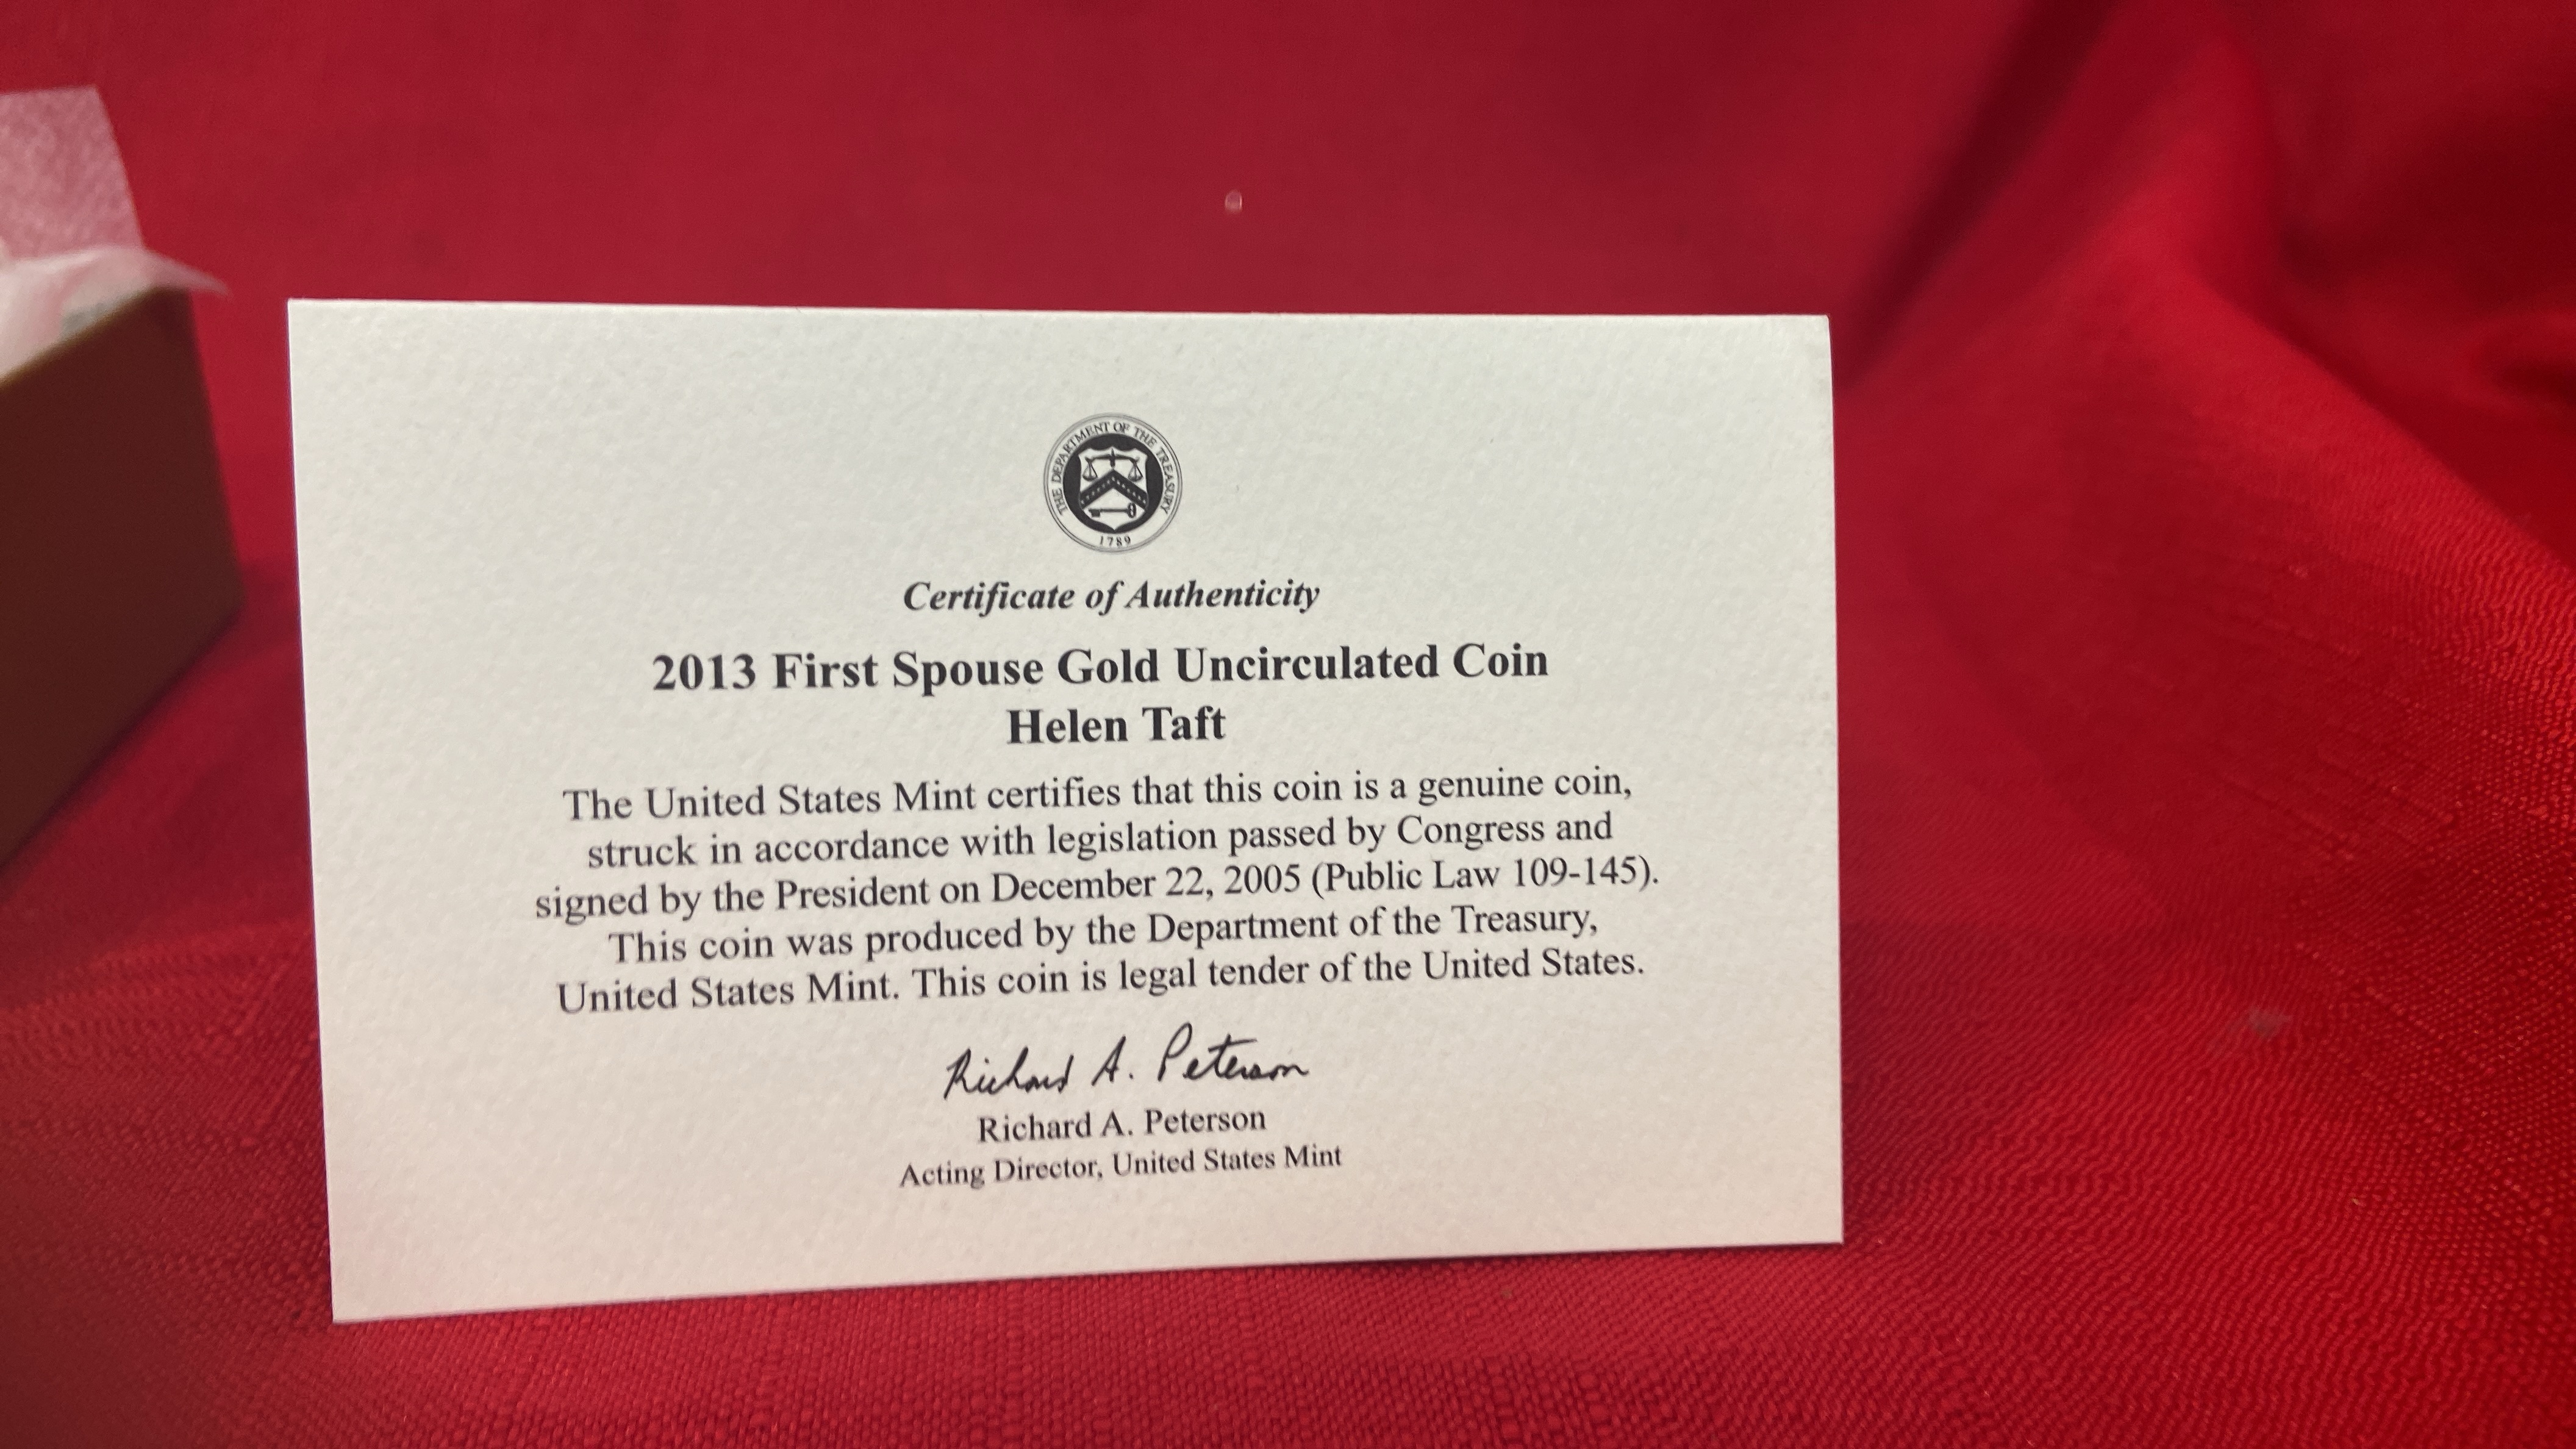 THE DEPARTMENT OF THE TREASURY
1789
Certificate of Authenticity
2013 First Spouse Gold Uncirculated Coin
Helen Taft
The United States Mint certifies that this coin is a genuine coin,
struck in accordance with legislation passed by Congress and
signed by the President on December 22, 2005 (Public Law 109-145).
This coin was produced by the Department of the Treasury,
United States Mint. This coin is legal tender of the United States.
Richard A. Peterson
Richard A. Peterson
Acting Director, United States Mint